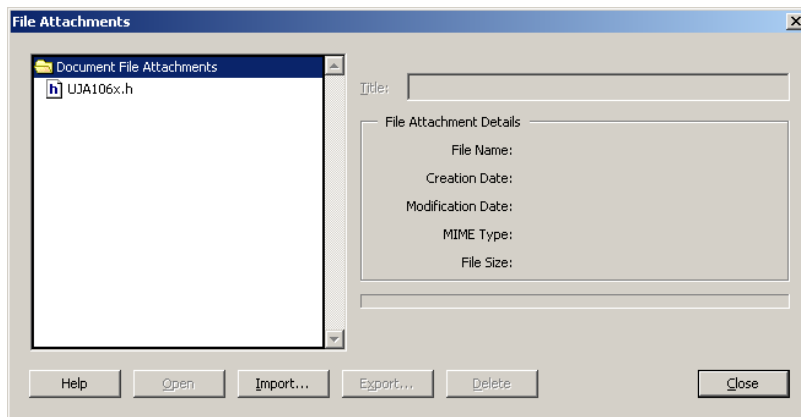 File Attachments
Document File Attachments
h UJA106x.h
Title:
File Attachment Details
File Name:
Creation Date:
Modification Date:
MIME Type:
File Size:
Help Open Import... Export... Delete Close